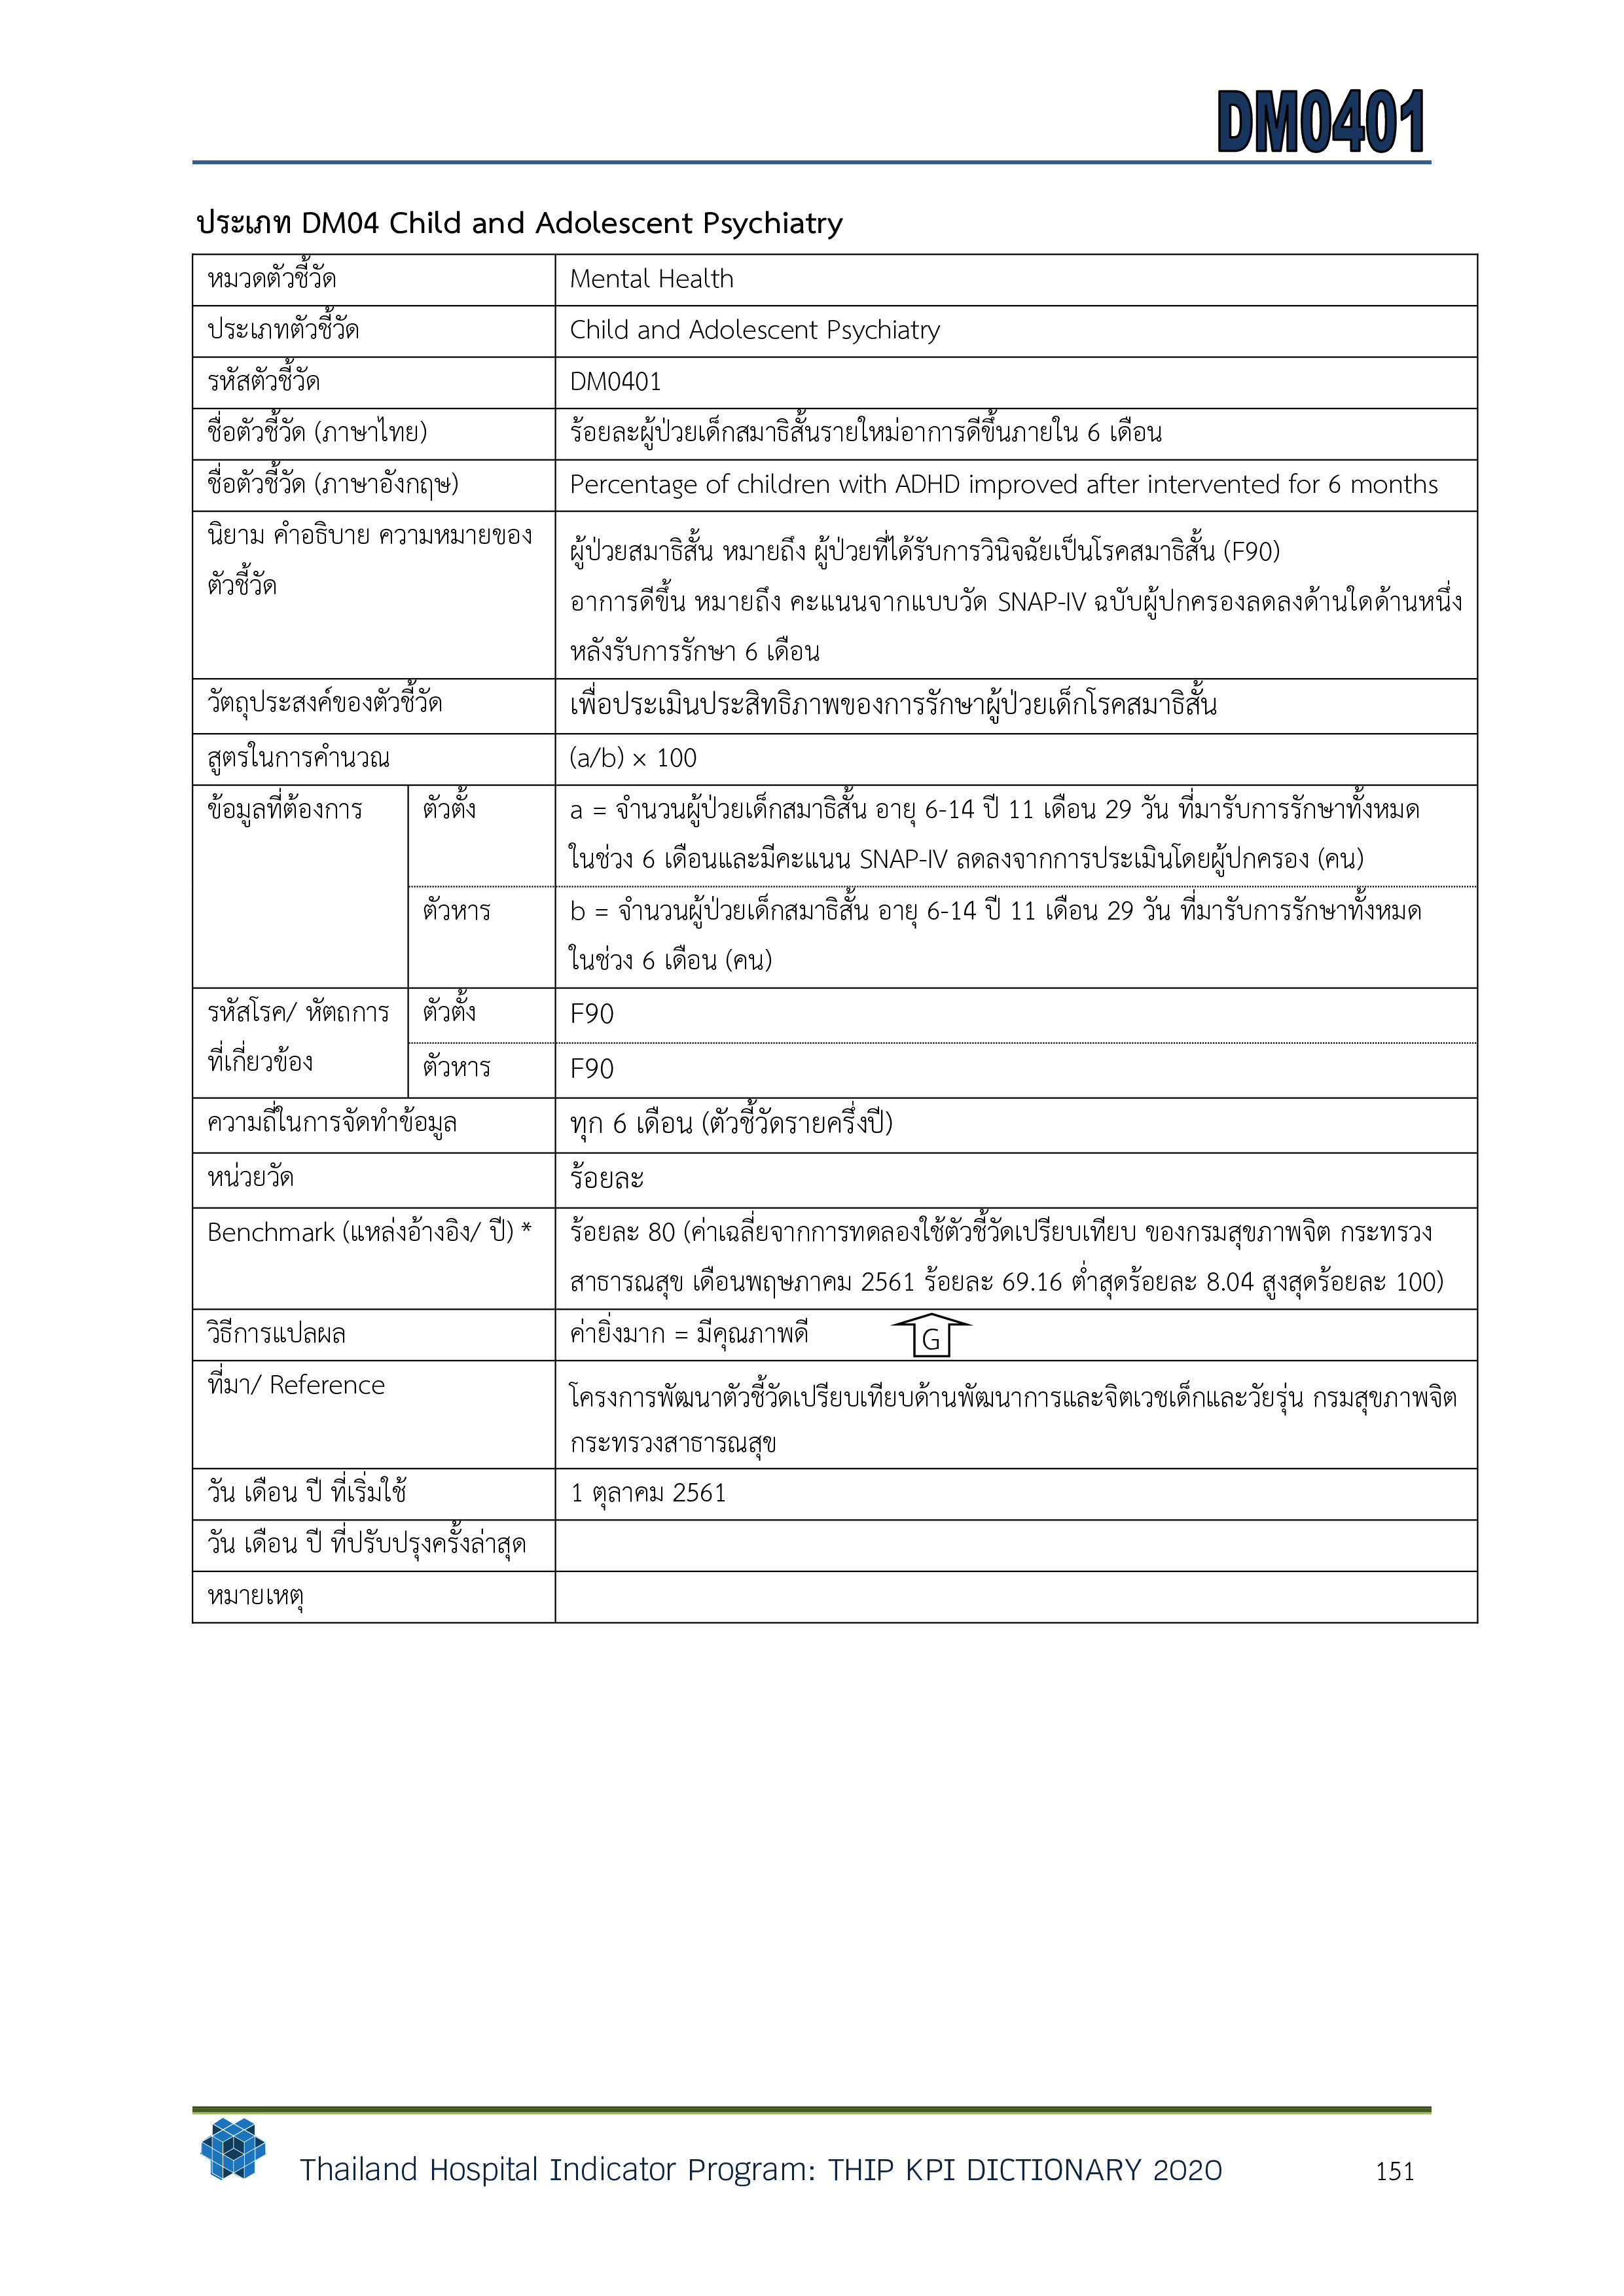 DM0401
ประเภท DM04 Child and Adolescent Psychiatry
หมวดตัวชี้วัด Mental Health
ประเภทตัวชี้วัด Child and Adolescent Psychiatry
รหัสตัวชี้วัด DM0401
ชื่อตัวชี้วัด (ภาษาไทย) ร้อยละผู้ป่วยเด็กสมาธิสั้นรายใหม่อาการดีขึ้นภายใน 6 เดือน
ชื่อตัวชี้วัด (ภาษาอังกฤษ) Percentage of children with ADHD improved after intervented for 6 months
นิยาม คำอธิบาย ความหมายของ
ตัวชี้วัด
ผู้ป่วยสมาธิสั้น หมายถึง ผู้ป่วยที่ได้รับการวินิจฉัยเป็นโรคสมาธิสั้น (F90)
อาการดีขึ้น หมายถึง คะแนนจากแบบวัด SNAP-IV ฉบับผู้ปกครองลดลงด้านใดด้านหนึ่ง
หลังรับการรักษา 6 เดือน
วัตถุประสงค์ของตัวชี้วัด เพื่อประเมินประสิทธิภาพของการรักษาผู้ป่วยเด็กโรคสมาธิสั้น
สูตรในการคำนวณ (a/b) × 100
ข้อมูลที่ต้องการ ตัวตั้ง a = จำนวนผู้ป่วยเด็กสมาธิสั้น อายุ 6-14 ปี 11 เดือน 29 วัน ที่มารับการรักษาทั้งหมด
ในช่วง 6 เดือนและมีคะแนน SNAP-IV ลดลงจากการประเมินโดยผู้ปกครอง (คน)
ตัวหาร b = จำนวนผู้ป่วยเด็กสมาธิสั้น อายุ 6-14 ปี 11 เดือน 29 วัน ที่มารับการรักษาทั้งหมด
ในช่วง 6 เดือน (คน)
รหัสโรค/ หัตถการ ตัวตั้ง F90
ที่เกี่ยวข้อง ตัวหาร F90
ความถี่ในการจัดทำข้อมูล ทุก 6 เดือน (ตัวชี้วัดรายครึ่งปี)
หน่วยวัด ร้อยละ
Benchmark (แหล่งอ้างอิง/ ปี) * ร้อยละ 80 (ค่าเฉลี่ยจากการทดลองใช้ตัวชี้วัดเปรียบเทียบ ของกรมสุขภาพจิต กระทรวง
สาธารณสุข เดือนพฤษภาคม 2561 ร้อยละ 69.16 ต่ำสุดร้อยละ 8.04 สูงสุดร้อยละ 100)
วิธีการแปลผล ค่ายิ่งมาก = มีคุณภาพดี G
ที่มา/ Reference โครงการพัฒนาตัวชี้วัดเปรียบเทียบด้านพัฒนาการและจิตเวชเด็กและวัยรุ่น กรมสุขภาพจิต
กระทรวงสาธารณสุข
วัน เดือน ปี ที่เริ่มใช้ 1 ตุลาคม 2561
วัน เดือน ปี ที่ปรับปรุงครั้งล่าสุด
หมายเหตุ
Thailand Hospital Indicator Program: THIP KPI DICTIONARY 2020 151